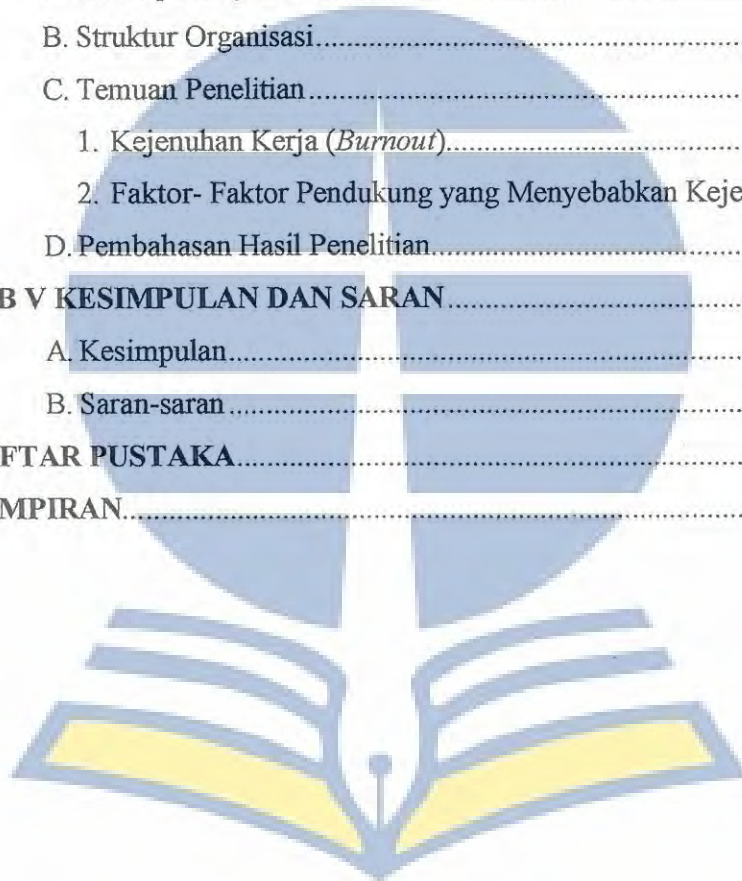 B. Struktur Organisasi
C. Temuan Penelitian
1. Kejenuhan Kerja (Burnout)
2. Faktor- Faktor Pendukung yang Menyebabkan Keje
D. Pembahasan Hasil Penelitian
B V KESIMPULAN DAN SARAN
A. Kesimpulan
B. Saran-saran
FTAR PUSTAKA
MPIRAN